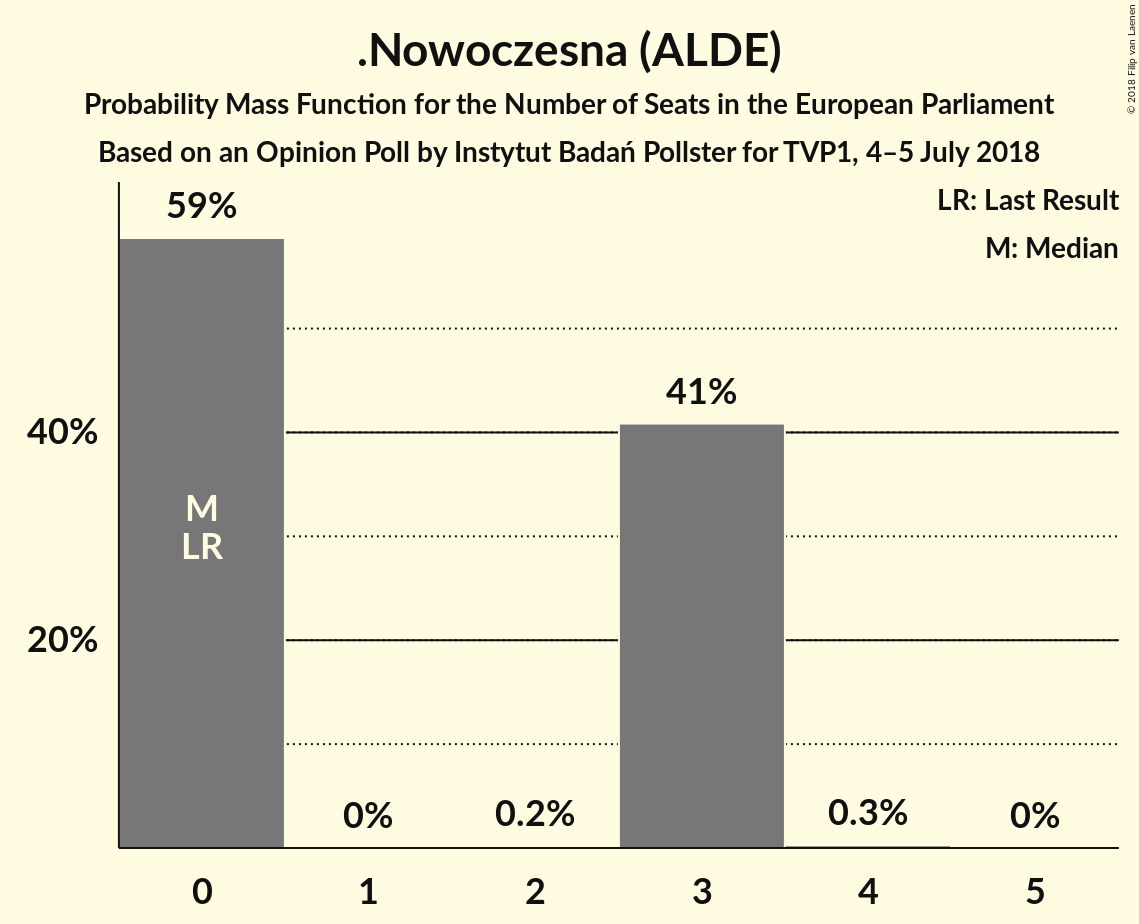 .Nowoczesna (ALDE)
Probability Mass Function for the Number of Seats in the European Parliament
Based on an Opinion Poll by Instytut Badań Pollster for TVP1, 4–5 July 2018
© 2018 Filip van Laenen
LR: Last Result
M: Median
59%
41%
40%
M
LR
20%
0%
0.2%
0.3%
0%
0
1
2
3
4
5